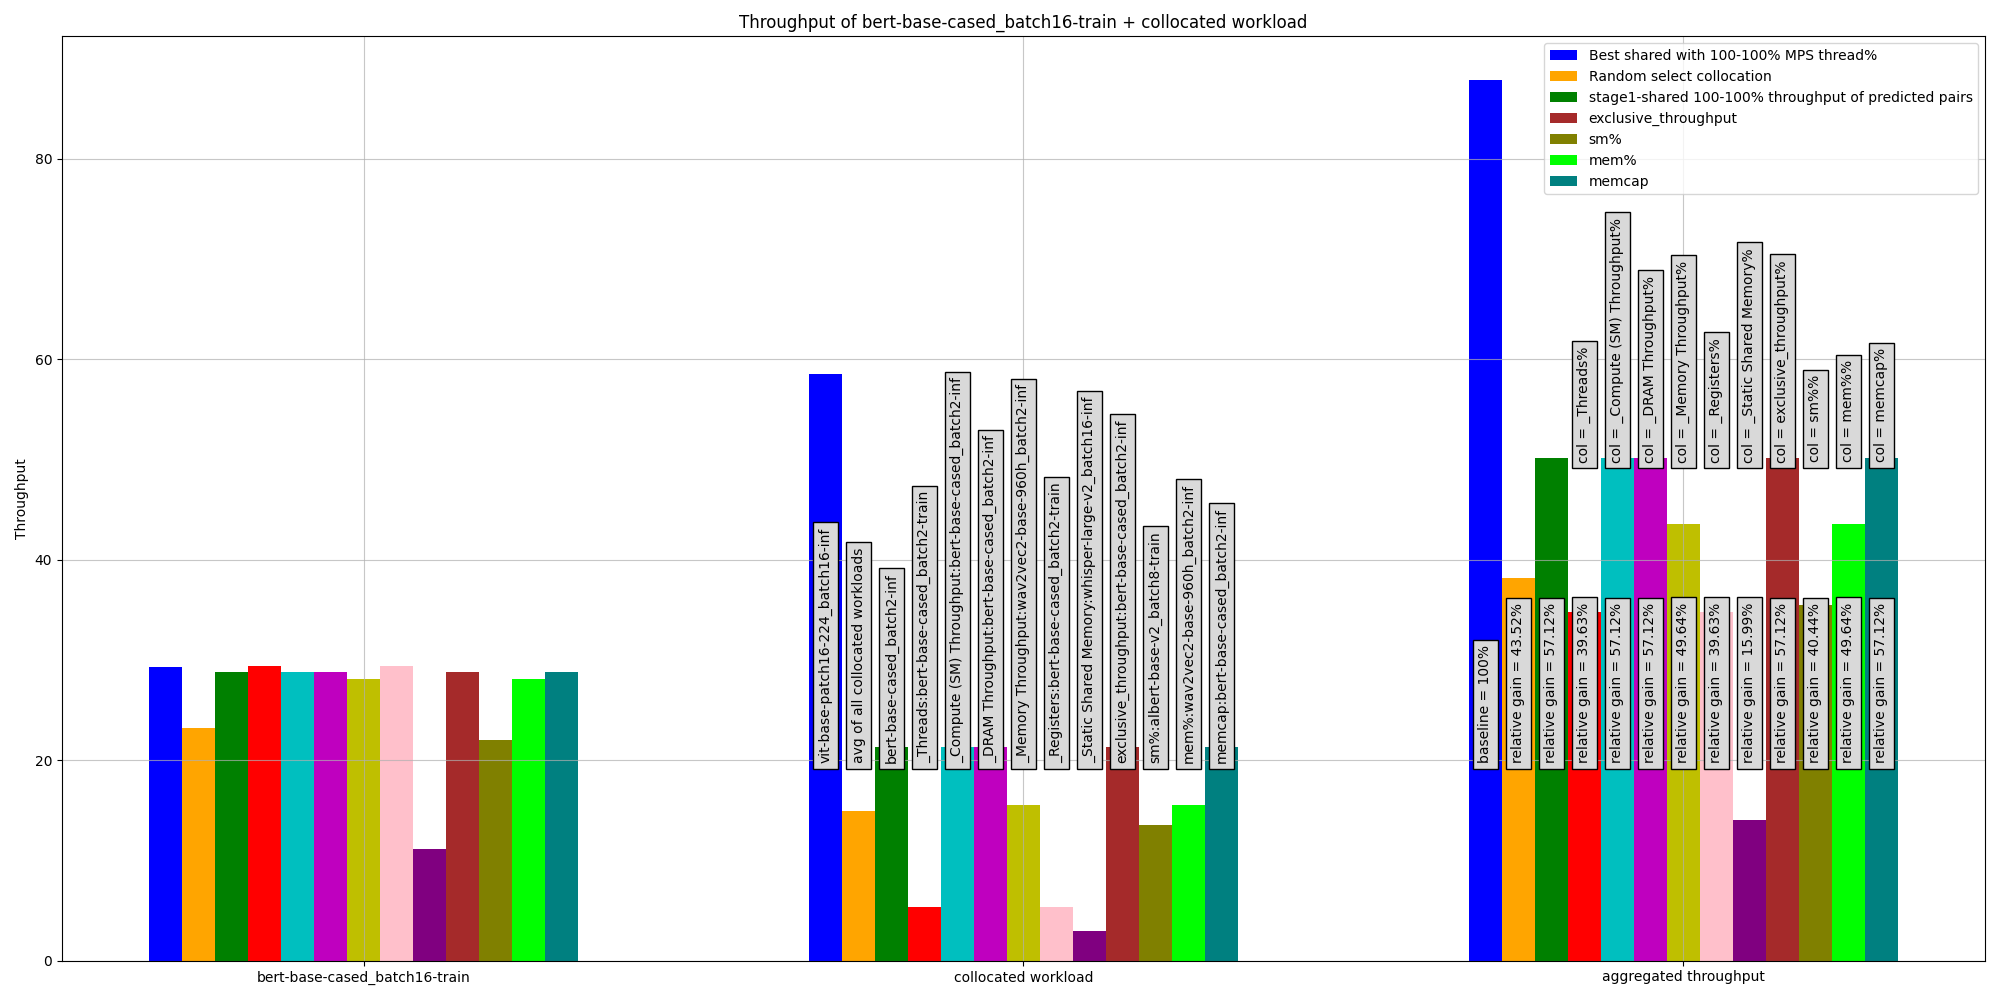 Throughput of bert-base-cased_batch16-train + collocated workload
Best shared with 100-100% MPS thread%
Random select collocation
stage1-shared 100-100% throughput of predicted pairs
exclusive_throughput
sm%
mem%
memcap
Throughput
80
60
40
20
0
vit-base-patch16-224_batch16-inf
avg of all collocated workloads
bert-base-cased_batch2-inf
_Threads:bert-base-cased_batch2-train
_Compute (SM) Throughput:bert-base-cased_batch2-inf
_DRAM Throughput:bert-base-cased_batch2-inf
_Memory Throughput:wav2vec2-base-960h_batch2-inf
_Registers:bert-base-cased_batch2-train
_Static Shared Memory:whisper-large-v2_batch16-inf
exclusive_throughput:bert-base-cased_batch2-inf
sm%:albert-base-v2_batch8-train
mem%:wav2vec2-base-960h_batch2-inf
memcap:bert-base-cased_batch2-inf
col = _Threads%
col = _Compute (SM) Throughput%
col = _DRAM Throughput%
col = _Memory Throughput%
col = _Registers%
col = _Static Shared Memory%
col = exclusive_throughput%
col = sm%%
col = mem%%
col = memcap%
baseline = 100%
relative gain = 43.52%
relative gain = 57.12%
relative gain = 39.63%
relative gain = 57.12%
relative gain = 57.12%
relative gain = 49.64%
relative gain = 39.63%
relative gain = 15.99%
relative gain = 57.12%
relative gain = 40.44%
relative gain = 49.64%
relative gain = 57.12%
bert-base-cased_batch16-train
collocated workload
aggregated throughput